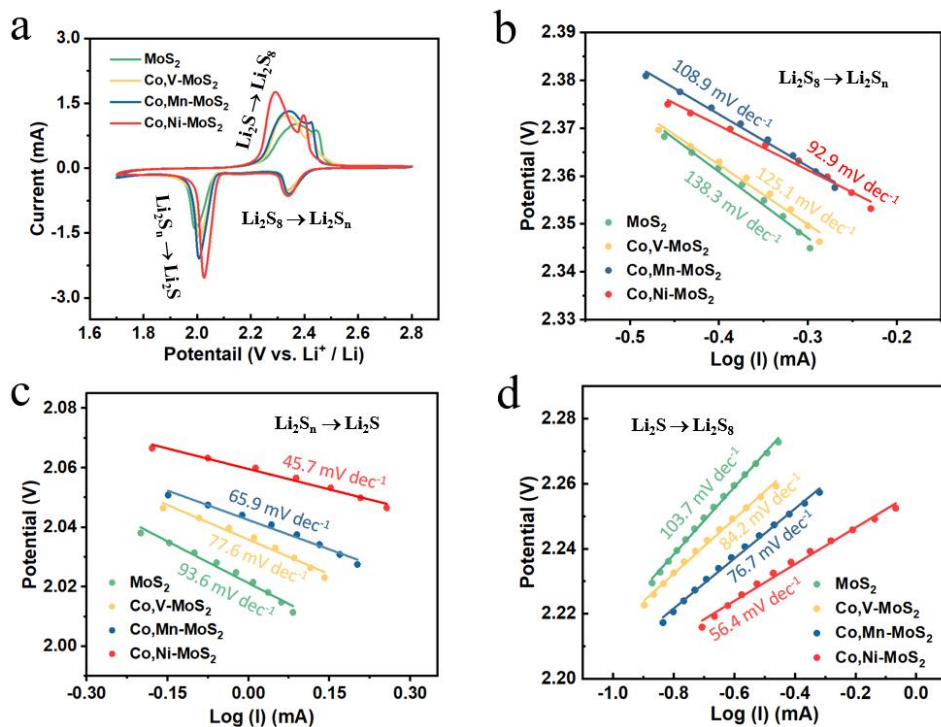 a
3.0
1.5
0.0
-1.5
-3.0
Current (mA)
MoS₂
Co,V-MoS₂
Co,Mn-MoS₂
Co,Ni-MoS₂
Li₂S → Li₂S₈
Li₂Sₙ → Li₂S
Li₂S₈ → Li₂Sₙ
1.6 1.8 2.0 2.2 2.4 2.6 2.8
Potentail (V vs. Li⁺ / Li)
b
2.39
2.38
2.37
2.36
2.35
2.34
2.33
Potential (V)
Li₂S₈ → Li₂Sₙ
108.9 mV dec⁻¹
92.9 mV dec⁻¹
125.1 mV dec⁻¹
138.3 mV dec⁻¹
MoS₂
Co,V-MoS₂
Co,Mn-MoS₂
Co,Ni-MoS₂
-0.5 -0.4 -0.3 -0.2
Log (I) (mA)
c
2.08
2.06
2.04
2.02
2.00
Potential (V)
Li₂Sₙ → Li₂S
45.7 mV dec⁻¹
65.9 mV dec⁻¹
77.6 mV dec⁻¹
93.6 mV dec⁻¹
MoS₂
Co,V-MoS₂
Co,Mn-MoS₂
Co,Ni-MoS₂
-0.30 -0.15 0.00 0.15 0.30
Log (I) (mA)
d
2.28
2.26
2.24
2.22
2.20
Potential (V)
Li₂S → Li₂S₈
103.7 mV dec⁻¹
84.2 mV dec⁻¹
76.7 mV dec⁻¹
56.4 mV dec⁻¹
MoS₂
Co,V-MoS₂
Co,Mn-MoS₂
Co,Ni-MoS₂
-1.0 -0.8 -0.6 -0.4 -0.2 0.0
Log (I) (mA)